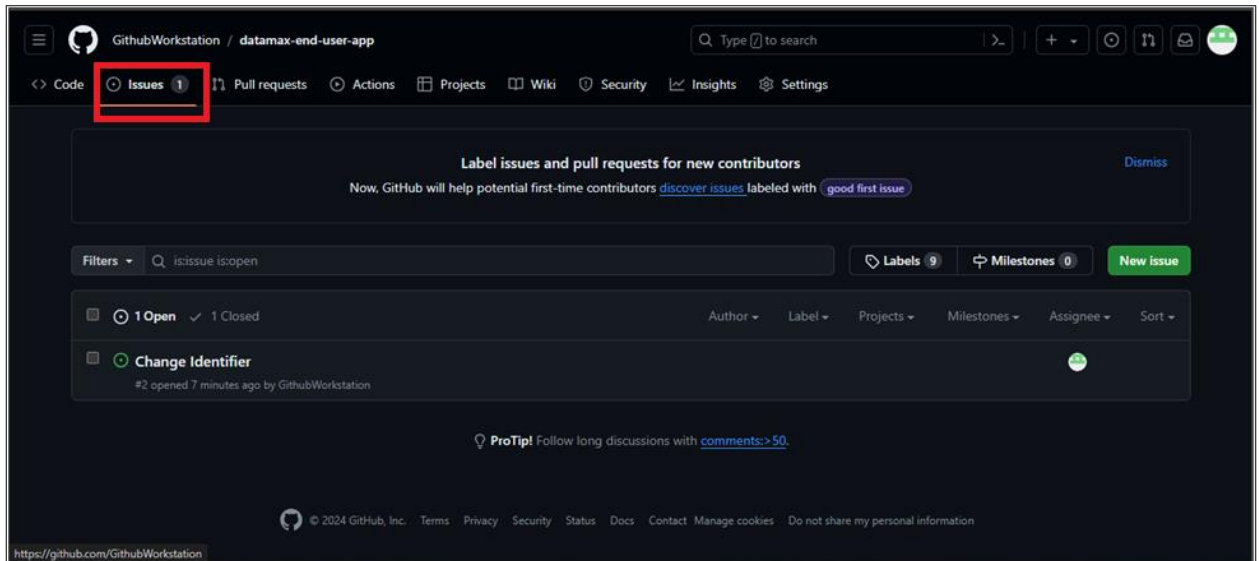 GithubWorkstation / datamax-end-user-app
Type / to search
Code Issues 1 Pull requests Actions Projects Wiki Security Insights Settings
Label issues and pull requests for new contributors
Dismiss
Now, GitHub will help potential first-time contributors discover issues labeled with good first issue
Filters is:issue is:open Labels 9 Milestones 0 New issue
1 Open 1 Closed Author Label Projects Milestones Assignee Sort
Change Identifier
#2 opened 7 minutes ago by GithubWorkstation
ProTip! Follow long discussions with comments:>50.
© 2024 GitHub, Inc. Terms Privacy Security Status Docs Contact Manage cookies Do not share my personal information
https://github.com/GithubWorkstation